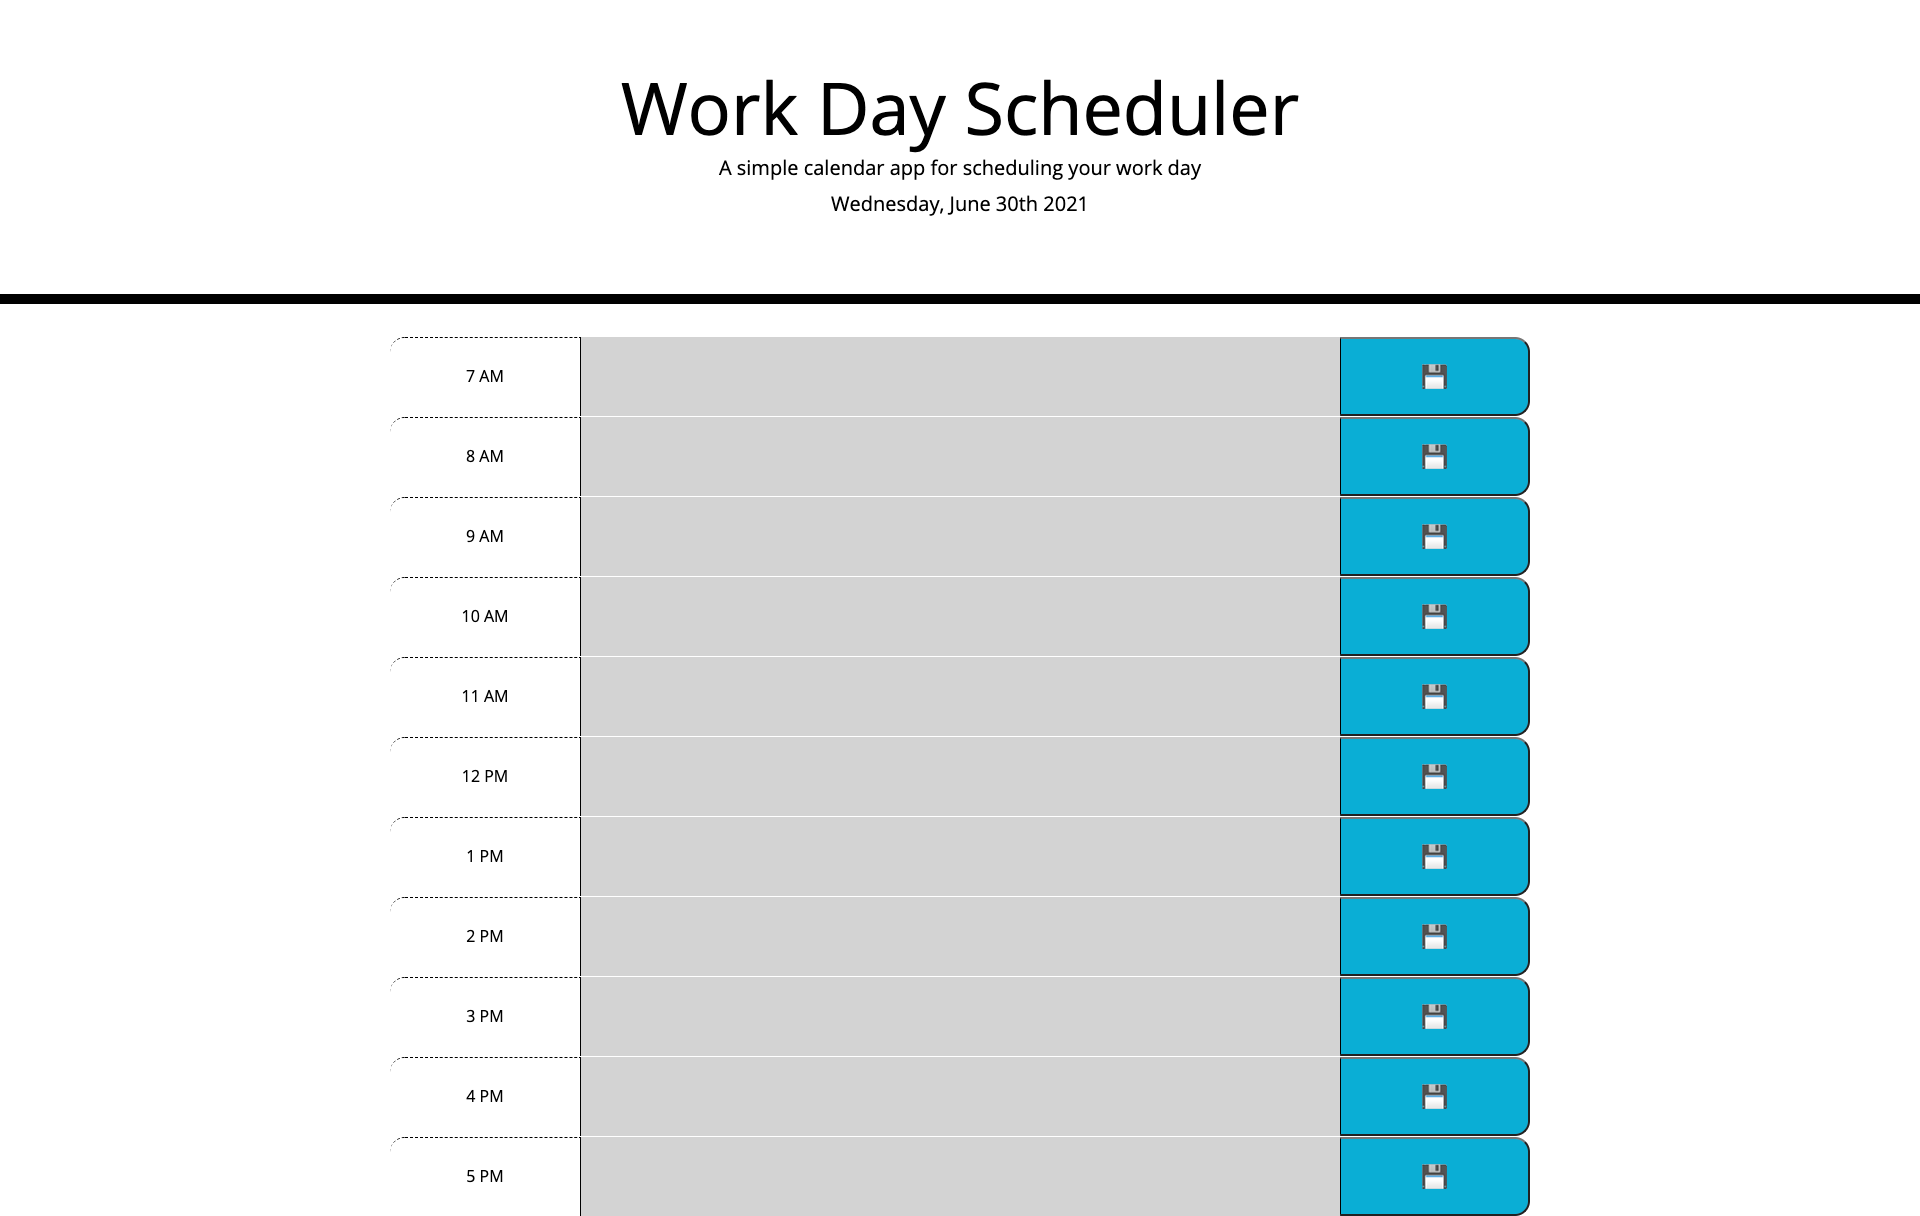 Work Day Scheduler
A simple calendar app for scheduling your work day
Wednesday, June 30th 2021
7 AM
8 AM
9 AM
10 AM
11 AM
12 PM
1 PM
2 PM
3 PM
4 PM
5 PM